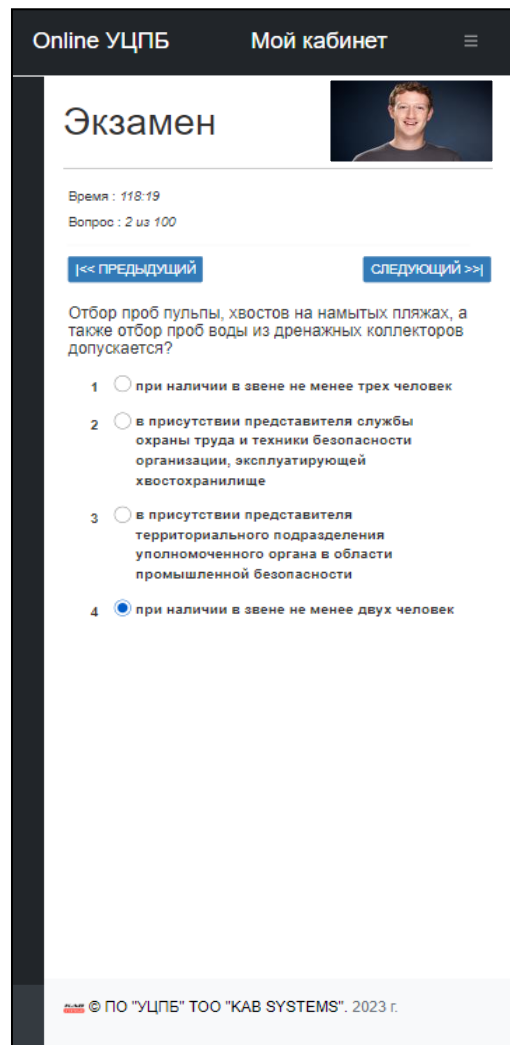 Online УЦПБ Мой кабинет ≡
Экзамен
Время : 118:19
Вопрос : 2 из 100
|<< ПРЕДЫДУЩИЙ СЛЕДУЮЩИЙ >>|
Отбор проб пульпы, хвостов на намытых пляжах, а
также отбор проб воды из дренажных коллекторов
допускается?
1 при наличии в звене не менее трех человек
2 в присутствии представителя службы
охраны труда и техники безопасности
организации, эксплуатирующей
хвостохранилище
3 в присутствии представителя
территориального подразделения
уполномоченного органа в области
промышленной безопасности
4 при наличии в звене не менее двух человек
© ПО "УЦПБ" ТОО "KAB SYSTEMS". 2023 г.